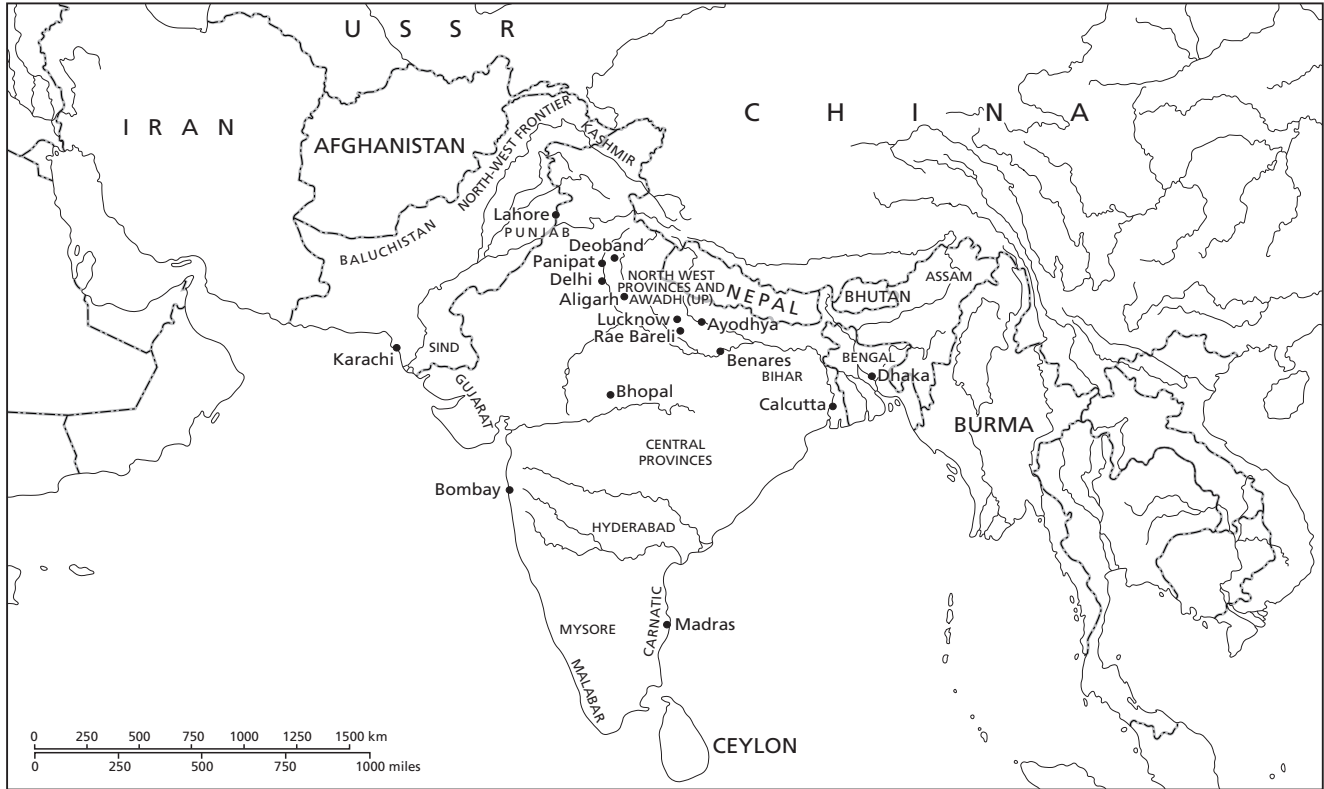 U S S R
C H I N A
I R A N
AFGHANISTAN
NORTH-WEST FRONTIER
KASHMIR
Lahore
PUNJAB
BALUCHISTAN
Deoband
Panipat
Delhi
Aligarh
NORTH WEST
PROVINCES AND
AWADH (UP)
NEPAL
BHUTAN
ASSAM
Lucknow
Ayodhya
Rae Bareli
Karachi
SIND
Benares
BENGAL
Dhaka
BIHAR
GUJARAT
Bhopal
Calcutta
BURMA
CENTRAL
PROVINCES
Bombay
HYDERABAD
CARNATIC
MYSORE
Madras
MALABAR
CEYLON
0 250 500 750 1000 1250 1500 km
0 250 500 750 1000 miles